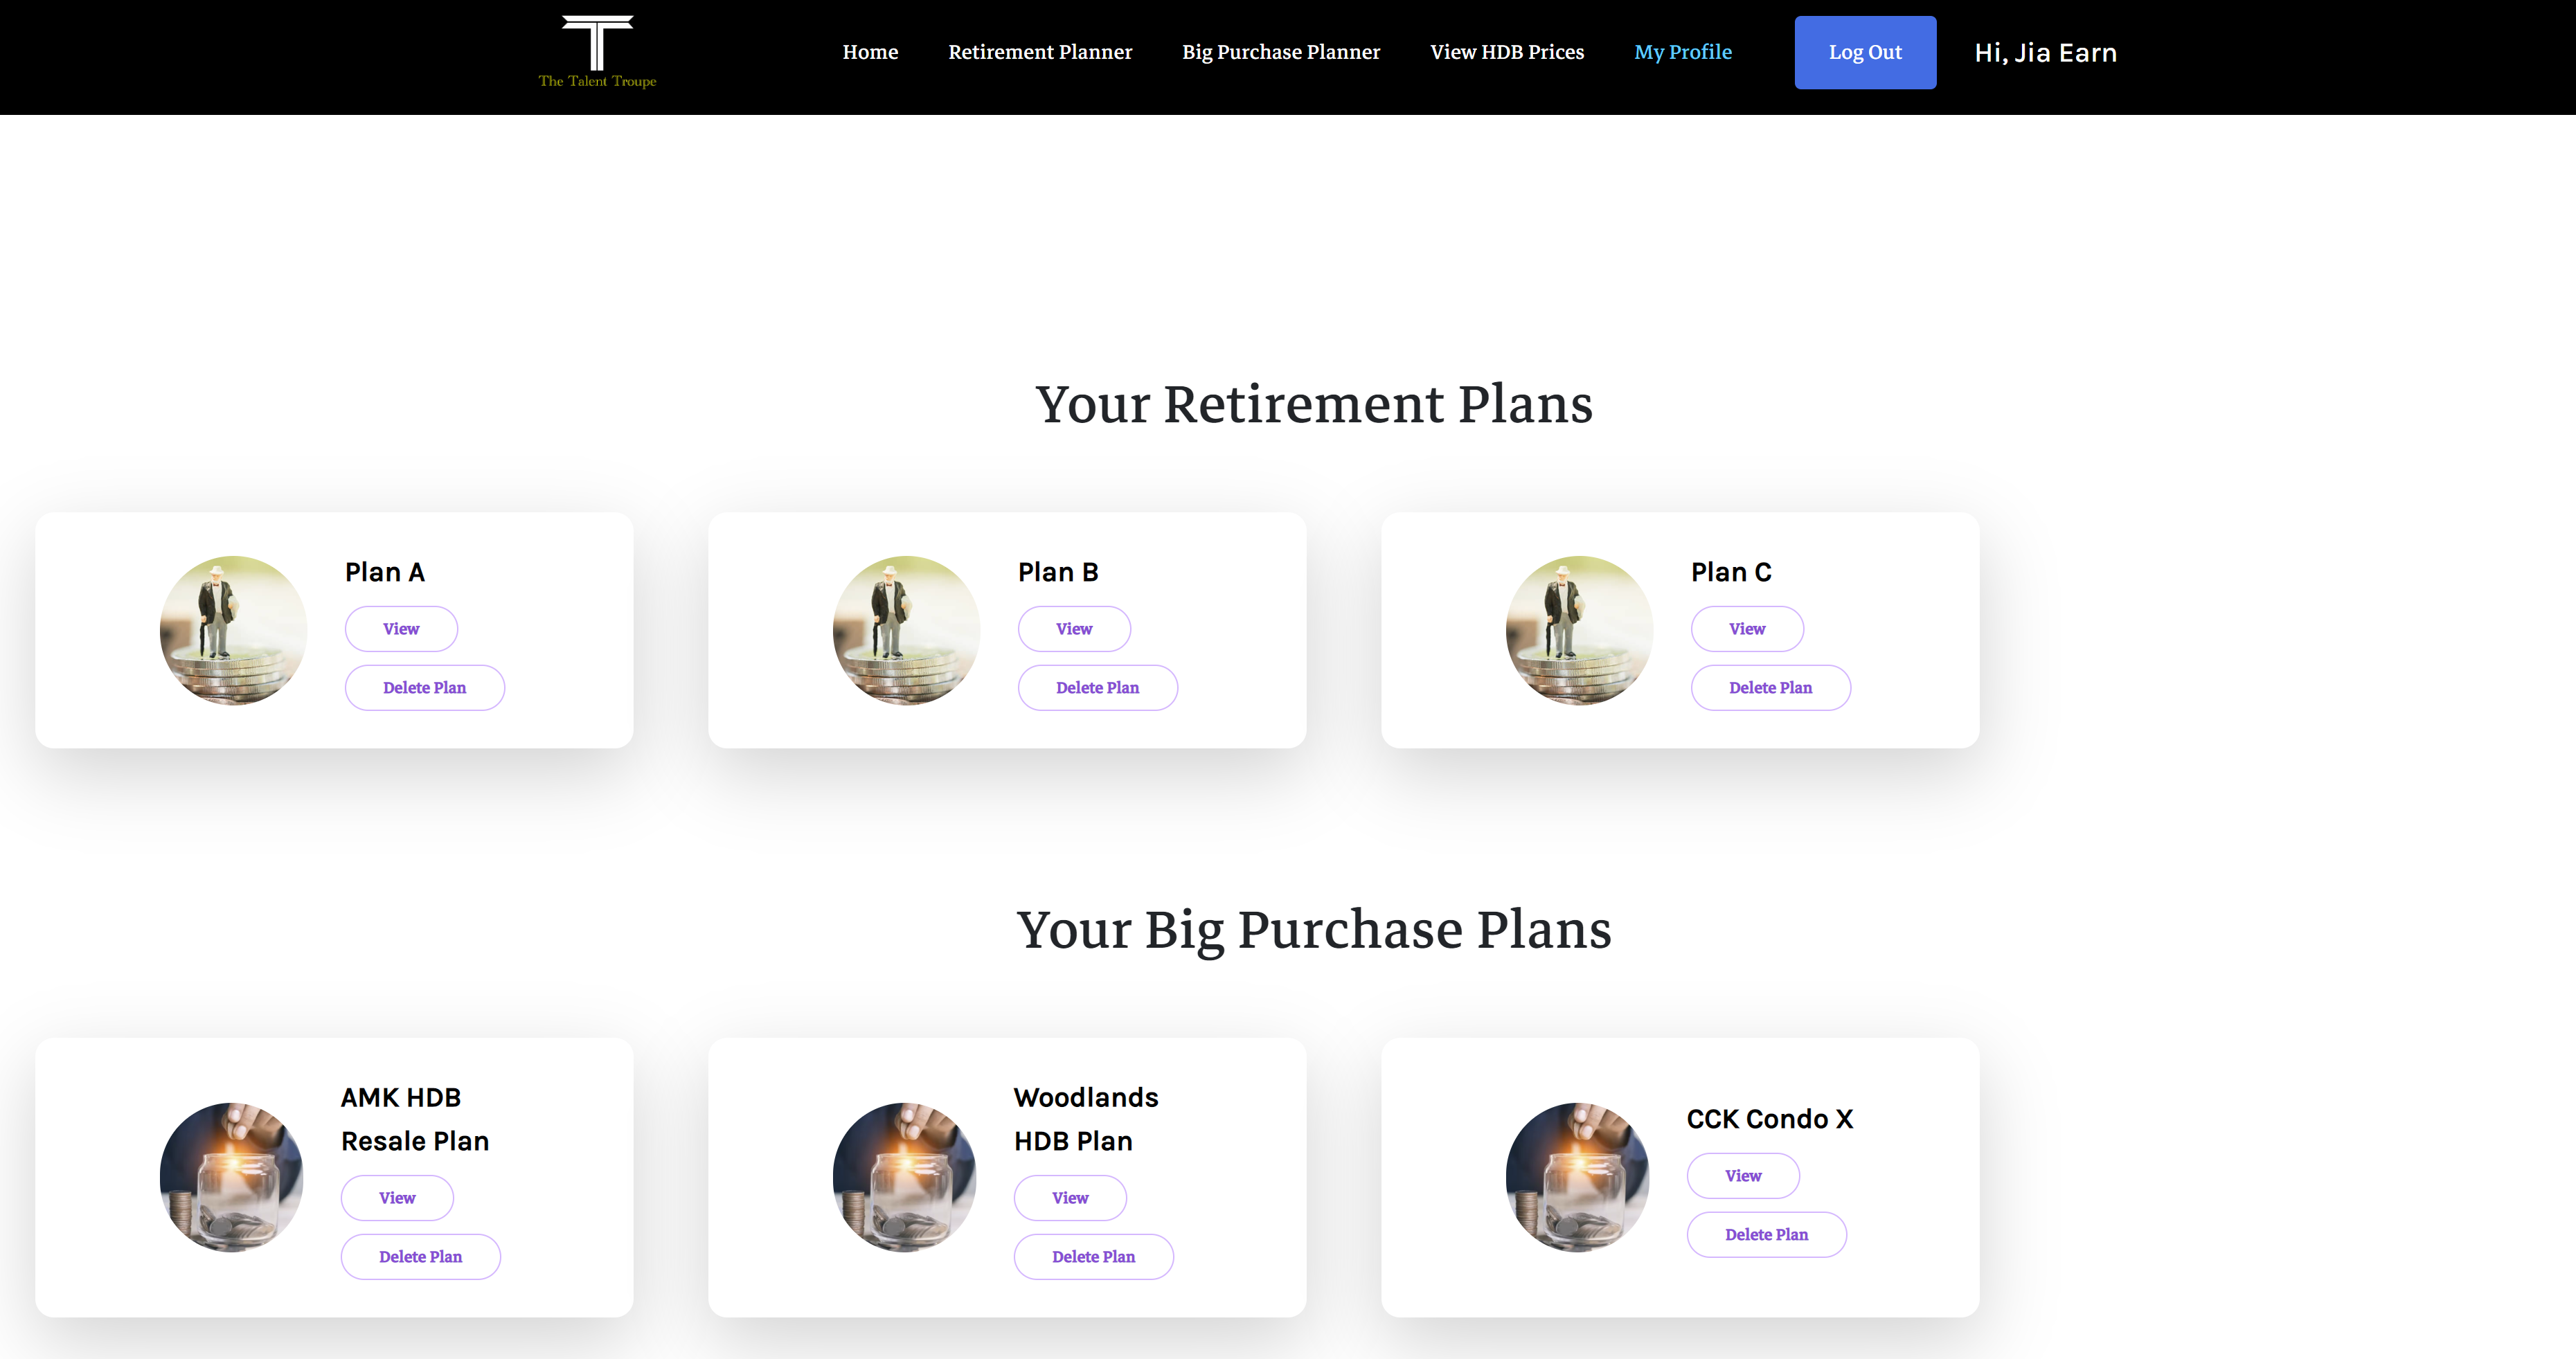 The Talent Troupe
Home Retirement Planner Big Purchase Planner View HDB Prices My Profile Log Out Hi, Jia Earn
Your Retirement Plans
Plan A
View
Delete Plan
Plan B
View
Delete Plan
Plan C
View
Delete Plan
Your Big Purchase Plans
AMK HDB
Resale Plan
View
Delete Plan
Woodlands
HDB Plan
View
Delete Plan
CCK Condo X
View
Delete Plan